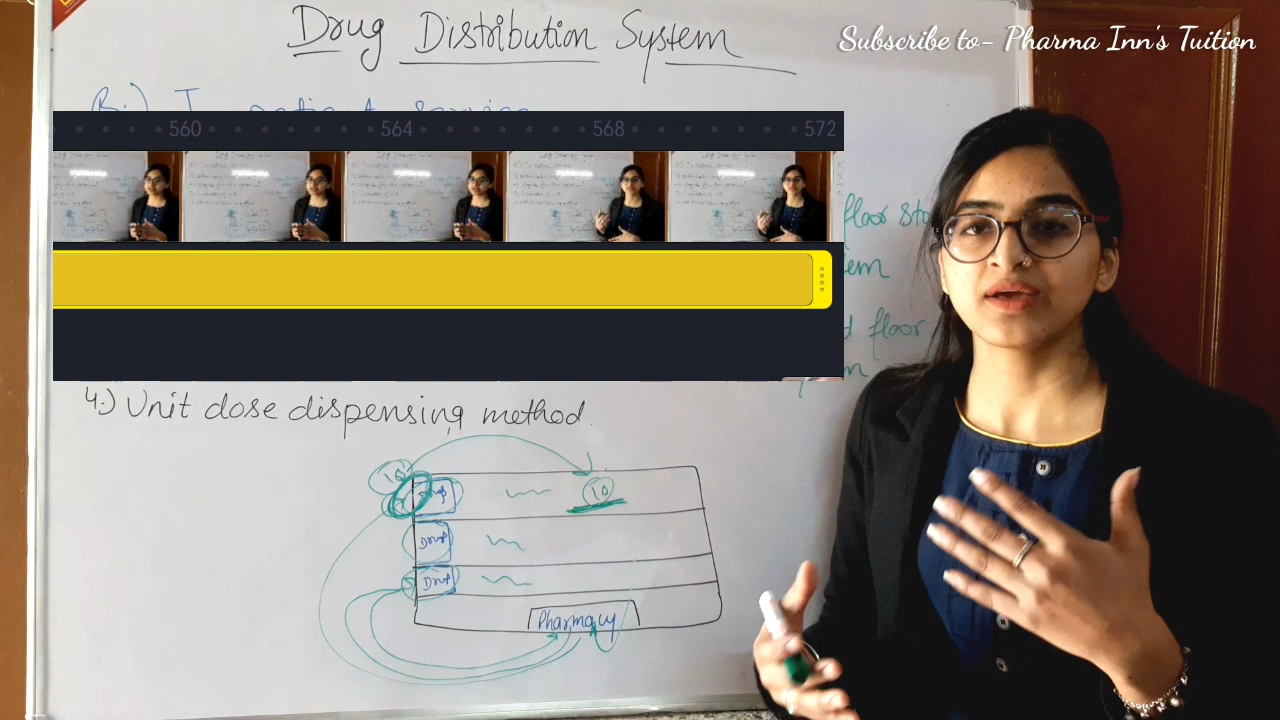 Drug Distribution System
Subscribe to- Pharma Inn's Tuition
560 564 568 572
floor
floor
4.) Unit dose dispensing method.
10
Drug
10
Drug
Drug
Pharmacy